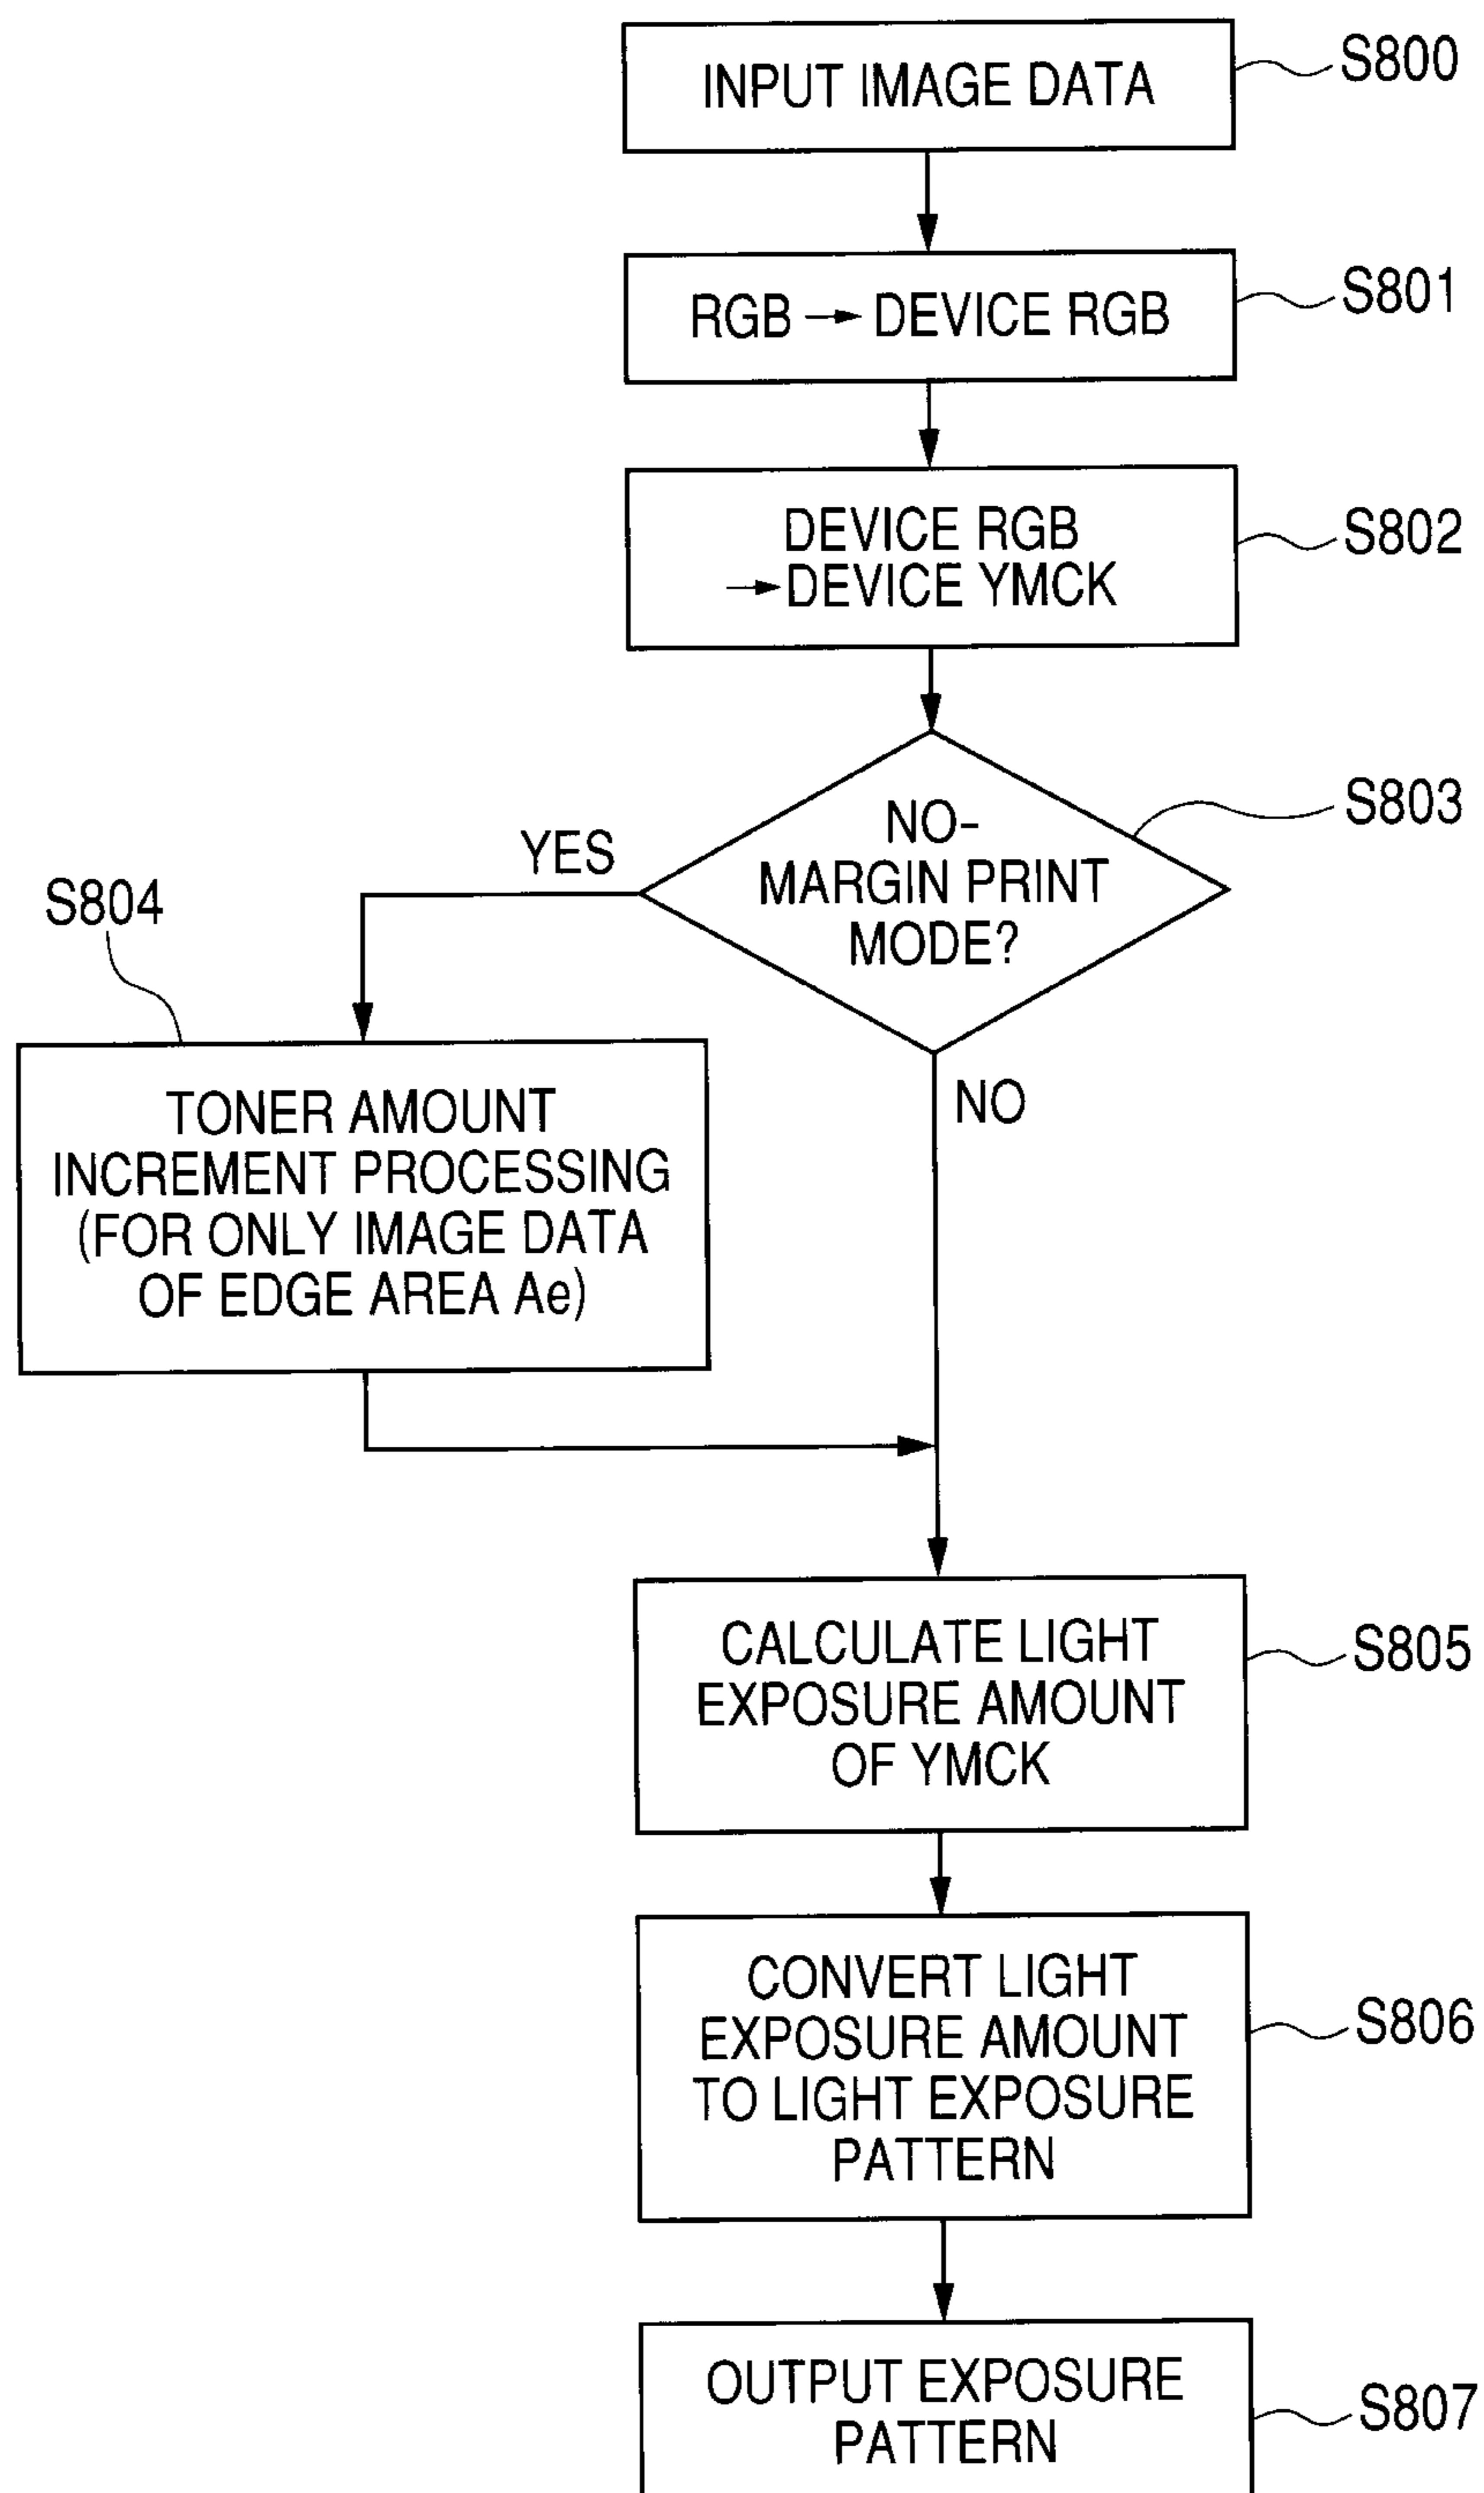 INPUT IMAGE DATA
S800
RGB → DEVICE RGB
S801
DEVICE RGB
→ DEVICE YMCK
S802
NO-
MARGIN PRINT
MODE?
S803
YES
NO
S804
TONER AMOUNT
INCREMENT PROCESSING
(FOR ONLY IMAGE DATA
OF EDGE AREA Ae)
CALCULATE LIGHT
EXPOSURE AMOUNT
OF YMCK
S805
CONVERT LIGHT
EXPOSURE AMOUNT
TO LIGHT EXPOSURE
PATTERN
S806
OUTPUT EXPOSURE
PATTERN
S807